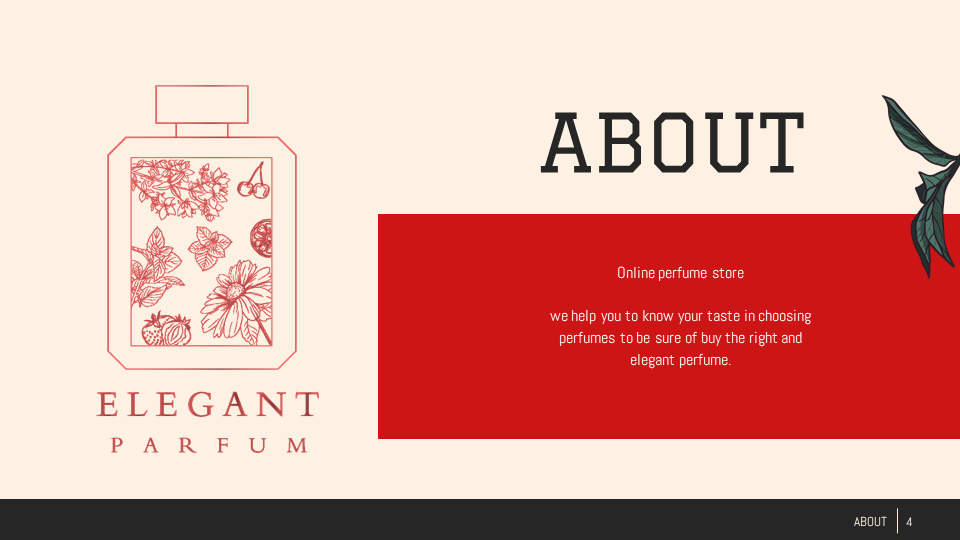 ABOUT
Online perfume store
we help you to know your taste in choosing
perfumes to be sure of buy the right and
elegant perfume.
ELEGANT
PARFUM
ABOUT
4